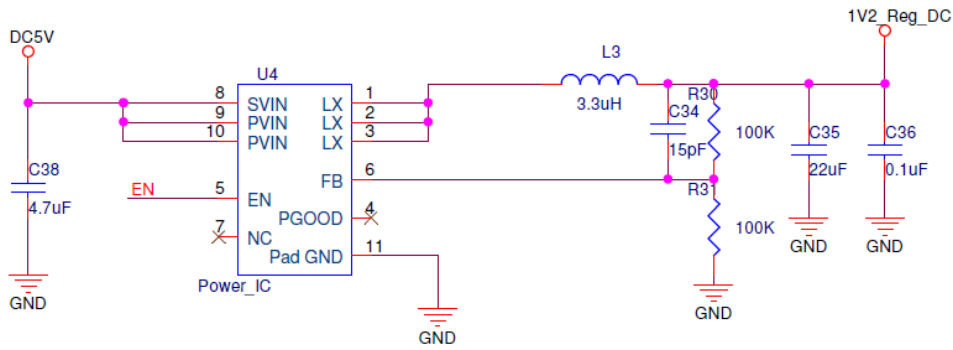 1V2_Reg_DC
DC5V
L3
U4
8 SVIN LX 1
3.3uH
R30
9 PVIN LX 2
C34
10 PVIN LX 3
100K
C35
C36
15pF
C38
FB 6
22uF
0.1uF
4.7uF
EN
5 EN
R31
PGOOD 4
7 NC
100K
Pad GND 11
GND
GND
Power_IC
GND
GND
GND